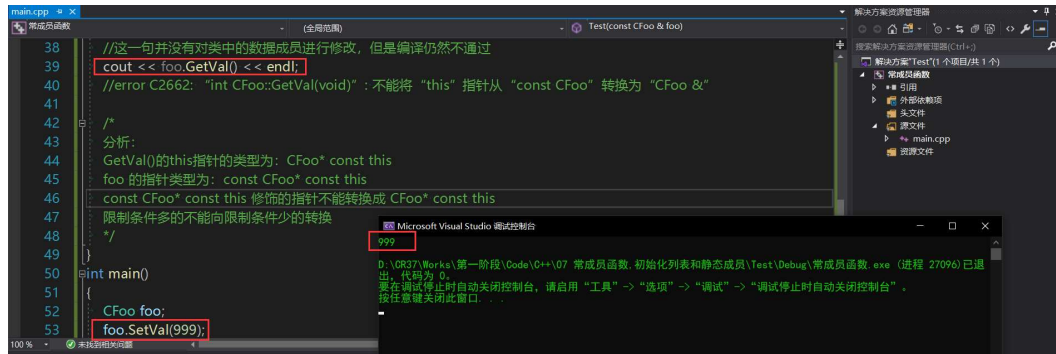 main.cpp
解决方案资源管理器
常成员函数
(全局范围)
Test(const CFoo & foo)
搜索解决方案资源管理器(Ctrl+;)
解决方案"Test"(1 个项目/共 1 个)
常成员函数
引用
外部依赖项
头文件
源文件
main.cpp
资源文件
38 //这一句并没有对类中的数据成员进行修改，但是编译仍然不通过
39 cout << foo.GetVal() << endl;
40 //error C2662: “int CFoo::GetVal(void)”: 不能将“this”指针从“const CFoo”转换为“CFoo &”
41
42 /*
43 分析：
44 GetVal()的this指针的类型为：CFoo* const this
45 foo 的指针类型为：const CFoo* const this
46 const CFoo* const this 修饰的指针不能转换成 CFoo* const this
47 限制条件多的不能向限制条件少的转换
48 */
49 }
50 int main()
51 {
52 CFoo foo;
53 foo.SetVal(999);
100 %
未找到相关问题
Microsoft Visual Studio 调试控制台
999
D:\CR37\Works\第一阶段\Code\C++\07 常成员函数.初始化列表和静态成员\Test\Debug\常成员函数.exe (进程 27096)已退
出，代码为 0。
要在调试停止时自动关闭控制台，请启用“工具”->“选项”->“调试”->“调试停止时自动关闭控制台”。
按任意键关闭此窗口. . .